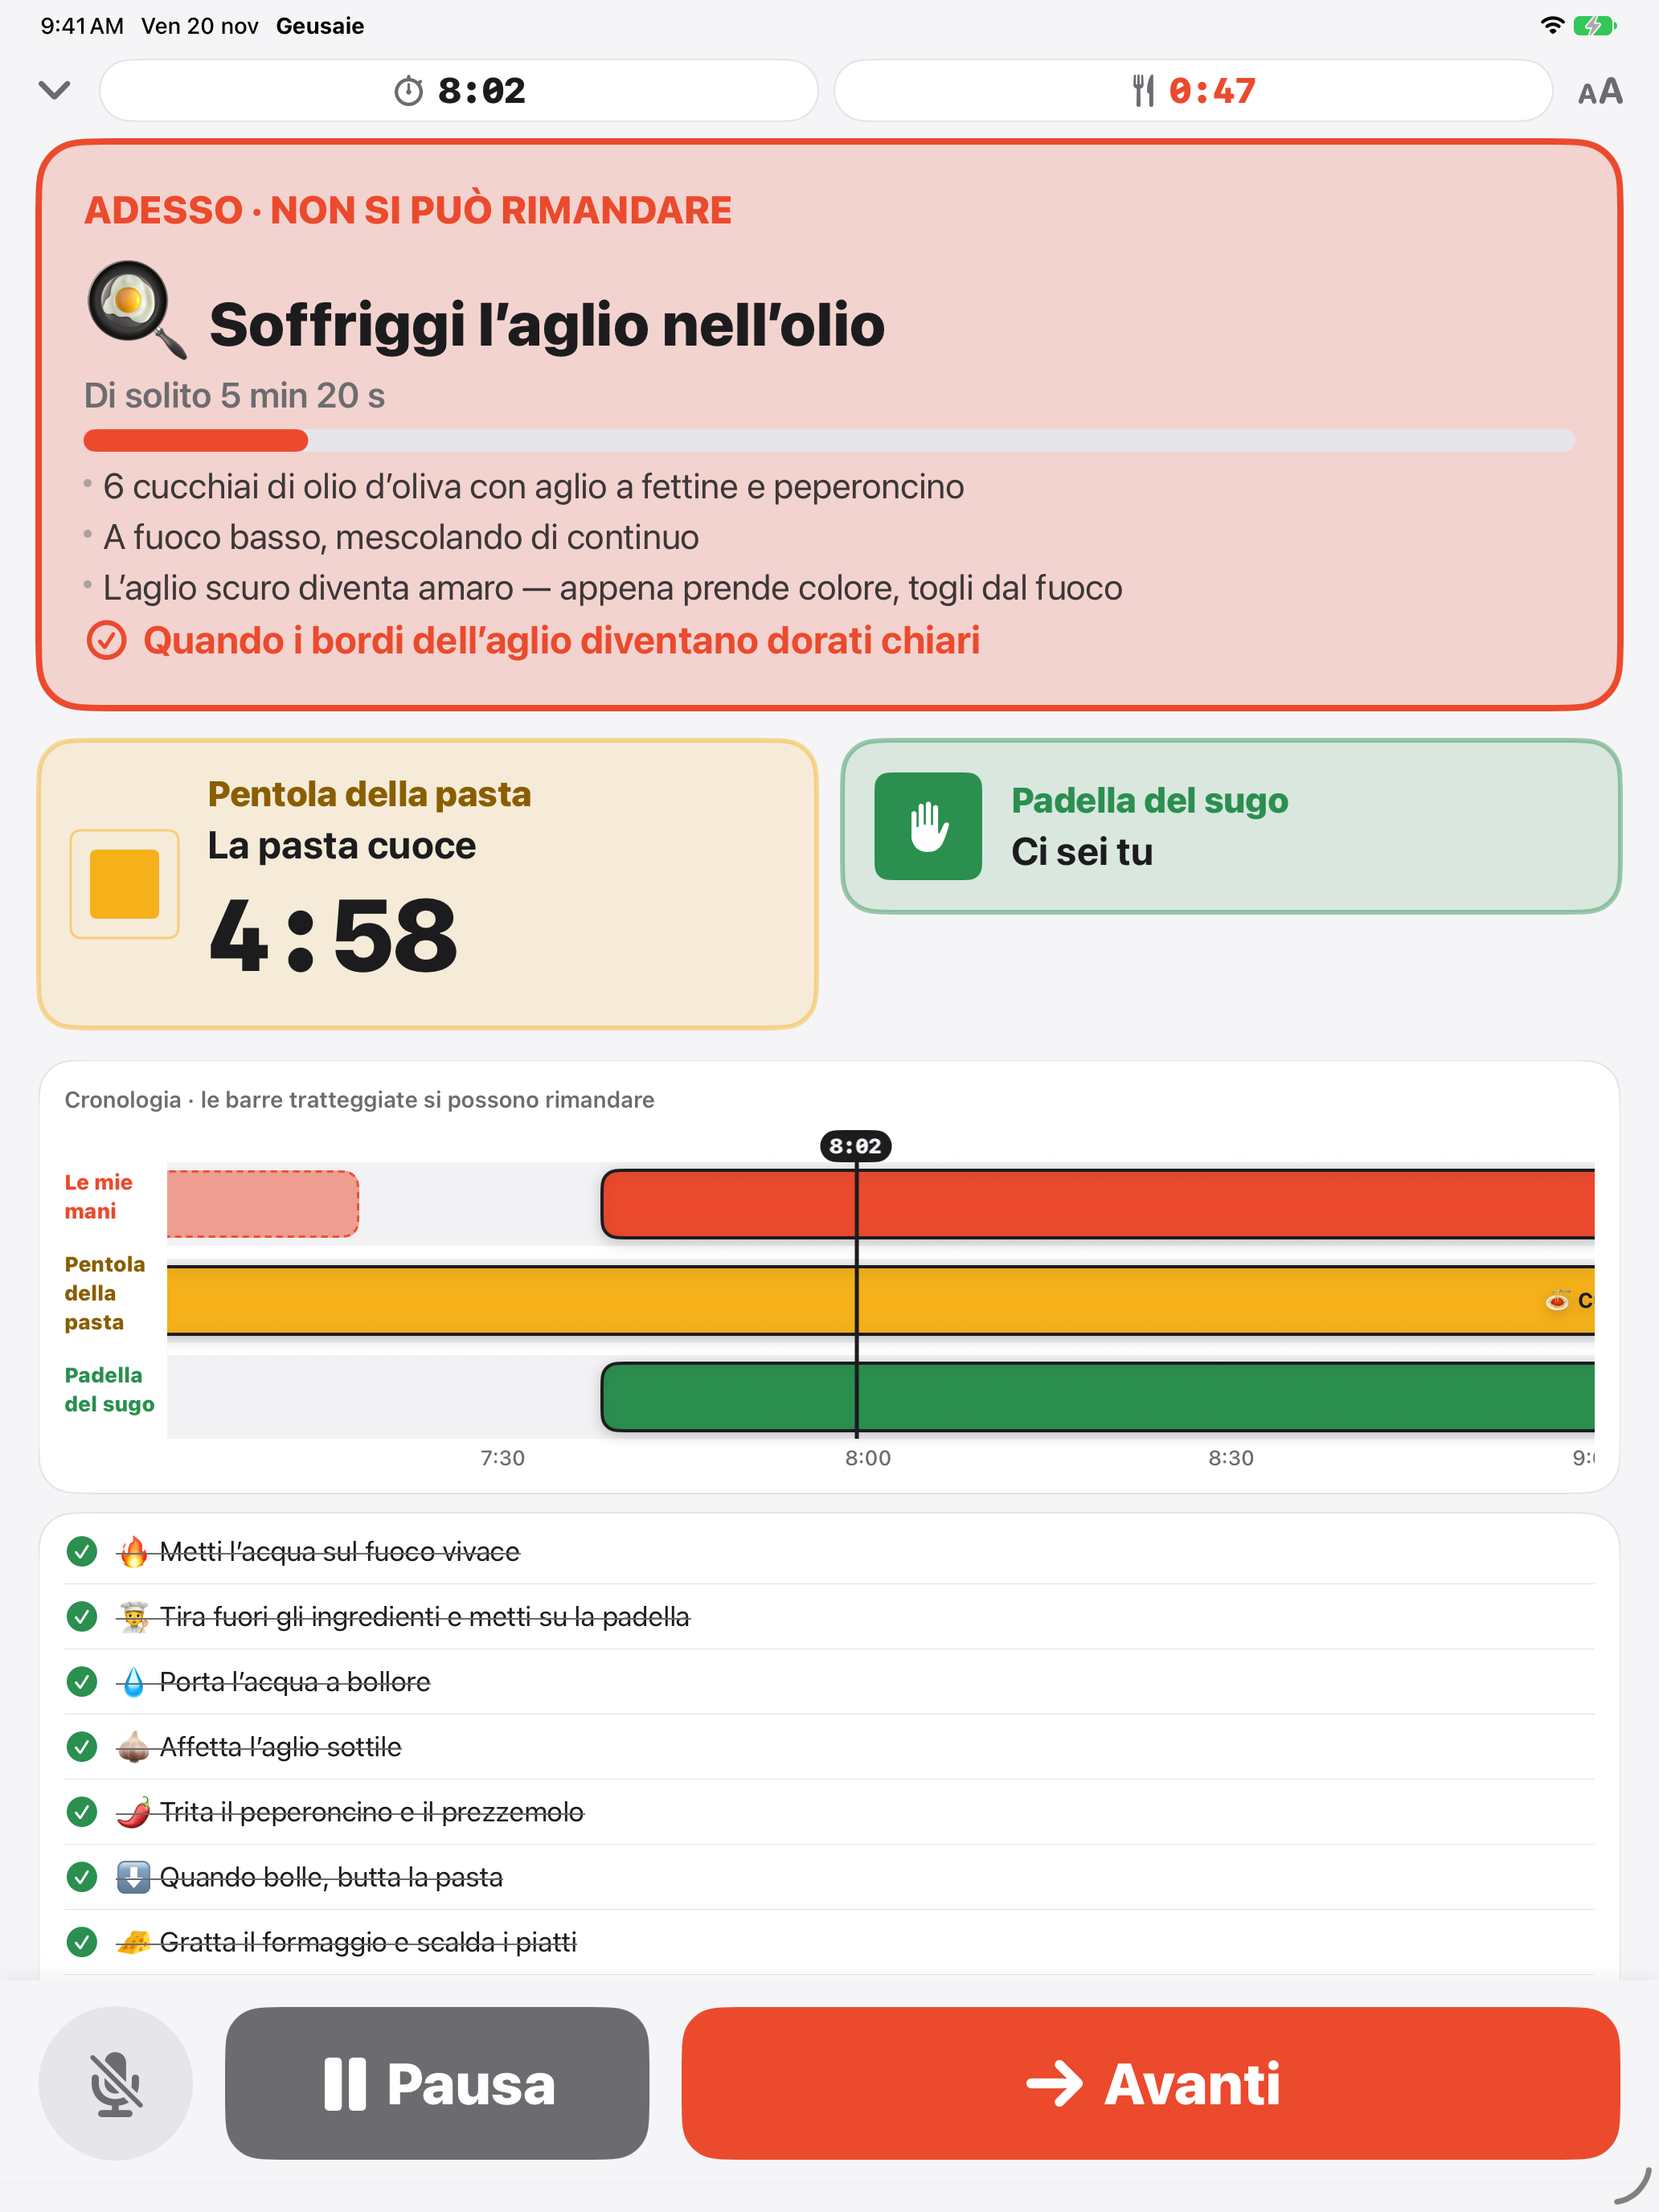 9:41 AM Ven 20 nov Geusaie
8:02
0:47
AA
ADESSO · NON SI PUÒ RIMANDARE
Soffriggi l’aglio nell’olio
Di solito 5 min 20 s
• 6 cucchiai di olio d’oliva con aglio a fettine e peperoncino
• A fuoco basso, mescolando di continuo
• L’aglio scuro diventa amaro — appena prende colore, togli dal fuoco
Quando i bordi dell’aglio diventano dorati chiari
Pentola della pasta
La pasta cuoce
4:58
Padella del sugo
Ci sei tu
Cronologia · le barre tratteggiate si possono rimandare
8:02
Le mie
mani
Pentola
della
pasta
Padella
del sugo
7:30
8:00
8:30
Metti l’acqua sul fuoco vivace
Tira fuori gli ingredienti e metti su la padella
Porta l’acqua a bollore
Affetta l’aglio sottile
Trita il peperoncino e il prezzemolo
Quando bolle, butta la pasta
Gratta il formaggio e scalda i piatti
Pausa
Avanti